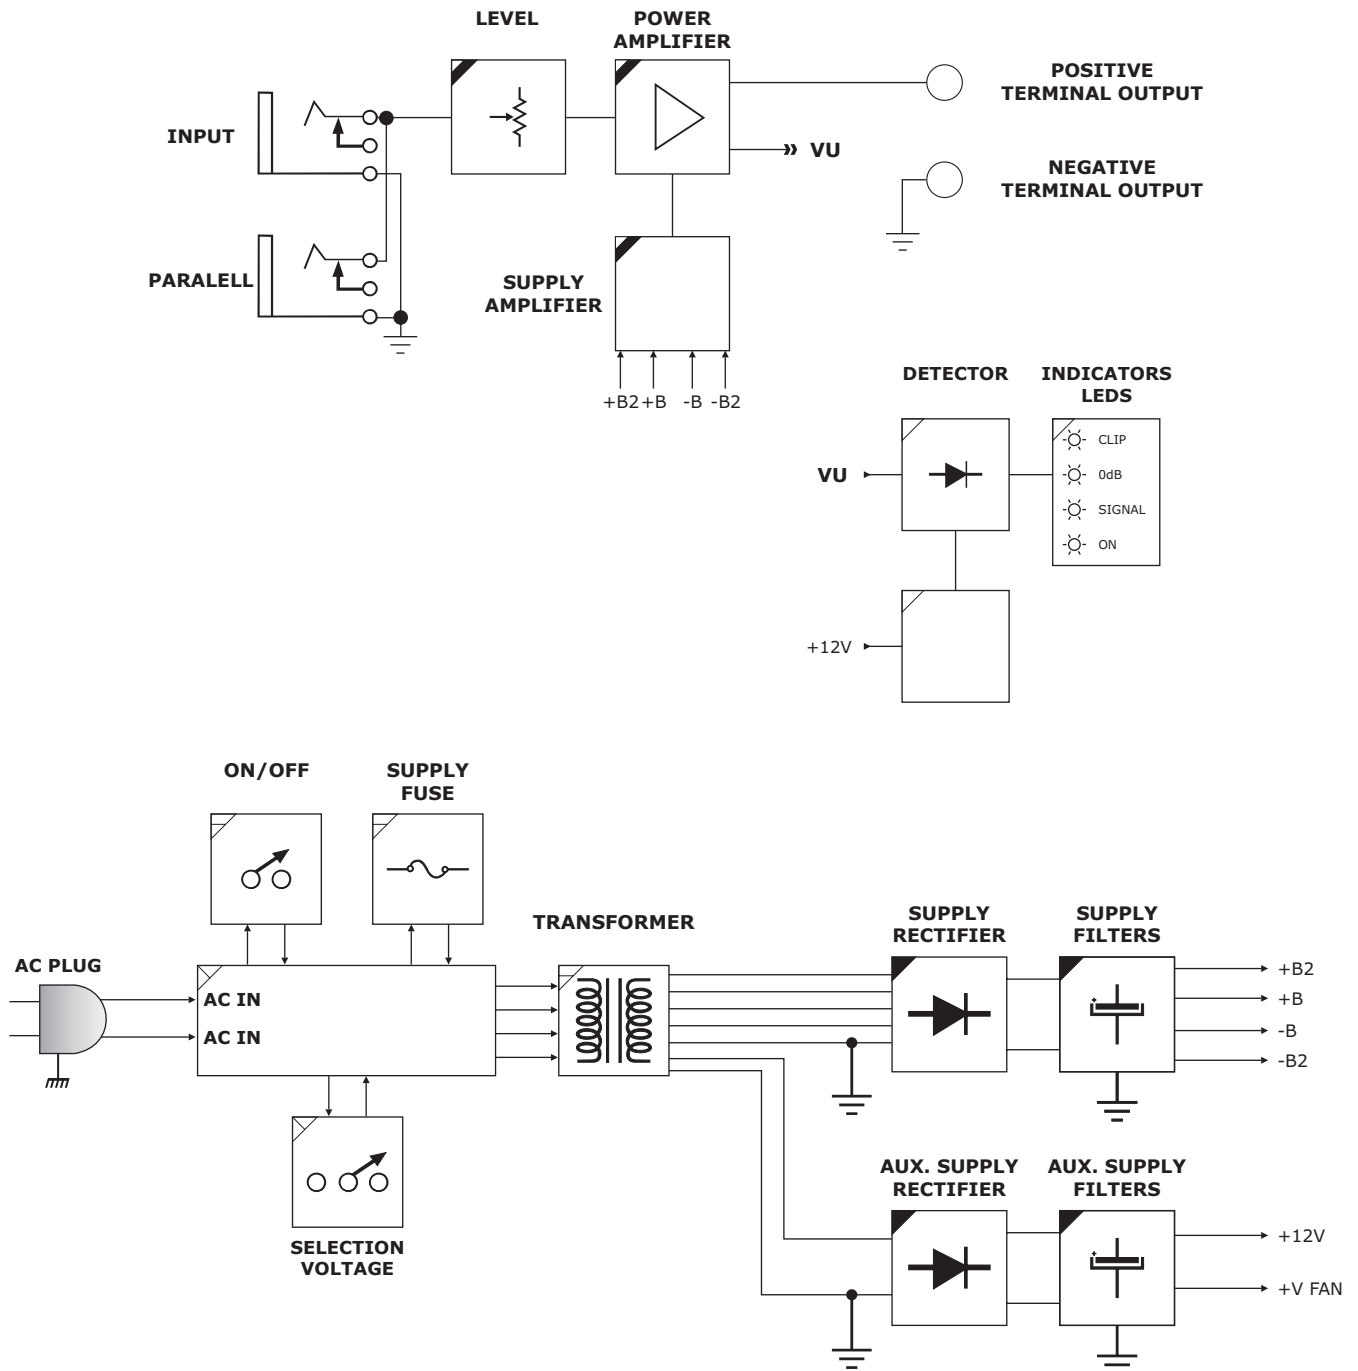 LEVEL
POWER
AMPLIFIER
POSITIVE
TERMINAL OUTPUT
INPUT
VU
NEGATIVE
TERMINAL OUTPUT
PARALELL
SUPPLY
AMPLIFIER
+B2 +B -B -B2
DETECTOR
INDICATORS
LEDS
CLIP
0dB
SIGNAL
ON
VU
+12V
ON/OFF
SUPPLY
FUSE
TRANSFORMER
SUPPLY
RECTIFIER
SUPPLY
FILTERS
AC PLUG
AC IN
AC IN
+B2
+B
-B
-B2
SELECTION
VOLTAGE
AUX. SUPPLY
RECTIFIER
AUX. SUPPLY
FILTERS
+12V
+V FAN